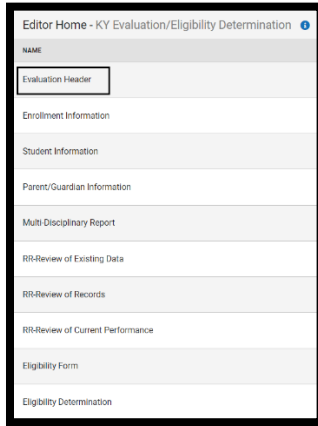 Editor Home - KY Evaluation/Eligibility Determination
NAME
Evaluation Header
Enrollment Information
Student Information
Parent/Guardian Information
Multi-Disciplinary Report
RR-Review of Existing Data
RR-Review of Records
RR-Review of Current Performance
Eligibility Form
Eligibility Determination